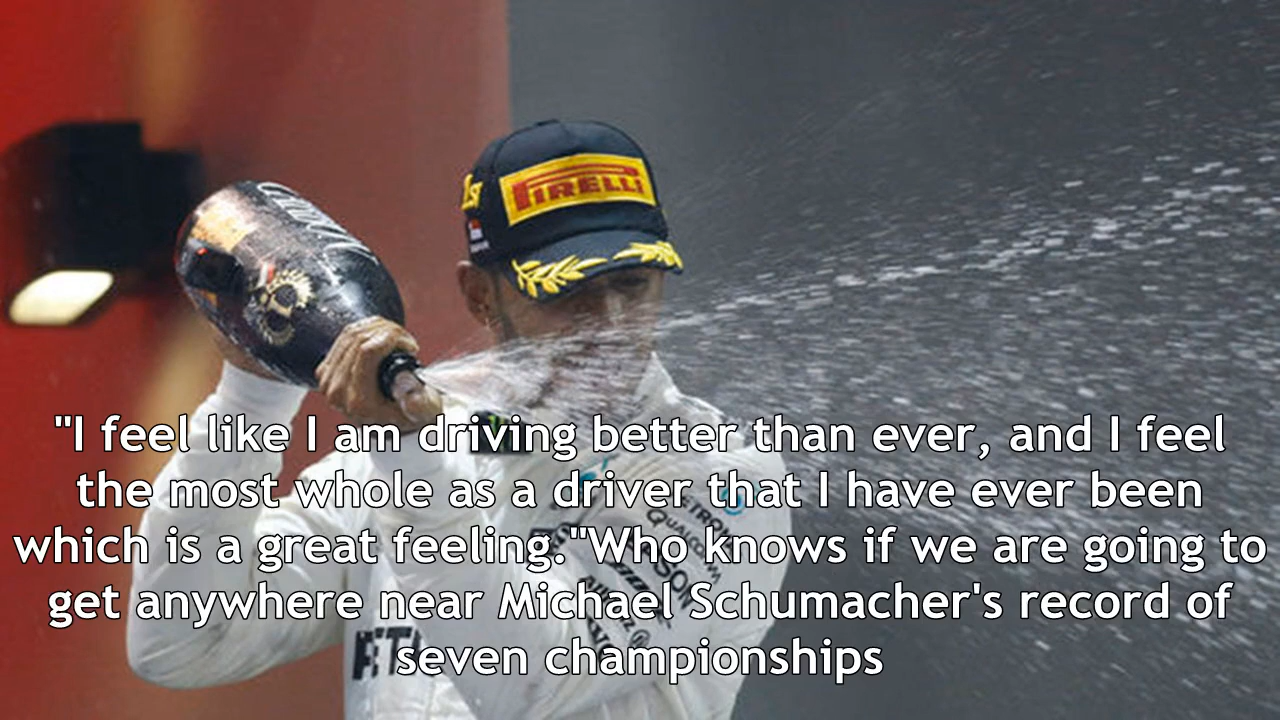 1ST
PIRELLI
"I feel like I am driving better than ever, and I feel
the most whole as a driver that I have ever been
which is a great feeling."Who knows if we are going to
get anywhere near Michael Schumacher's record of
seven championships
QUALCOMM